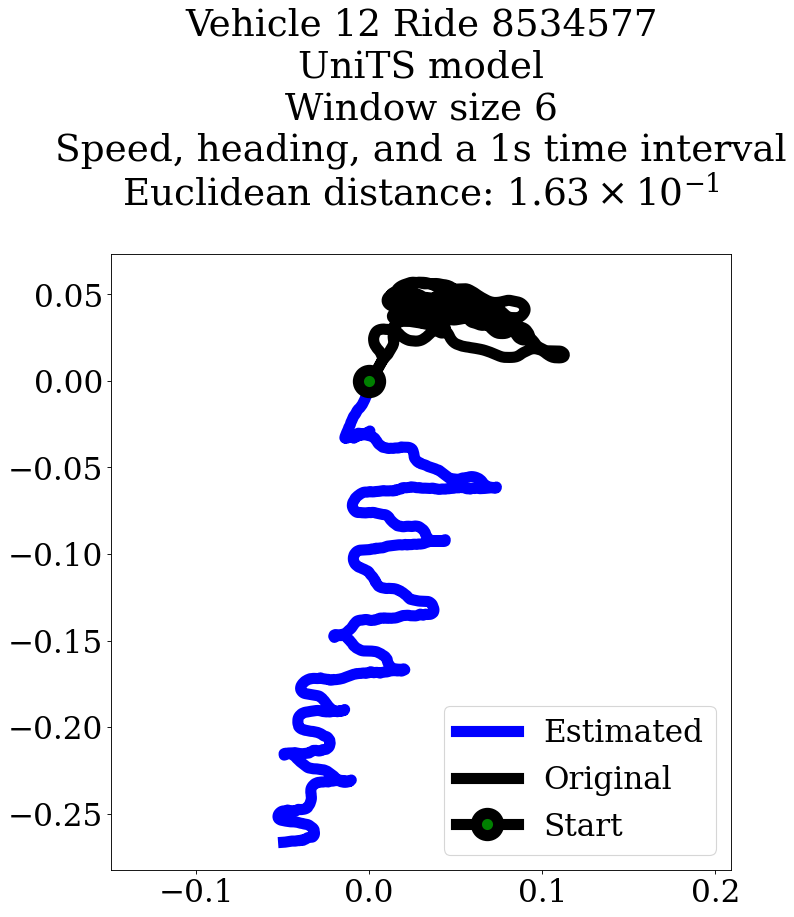 Vehicle 12 Ride 8534577
UniTS model
Window size 6
Speed, heading, and a 1s time interval
Euclidean distance: 1.63 × 10⁻¹
0.05
0.00
−0.05
−0.10
−0.15
−0.20
−0.25
Estimated
Original
Start
−0.1 0.0 0.1 0.2